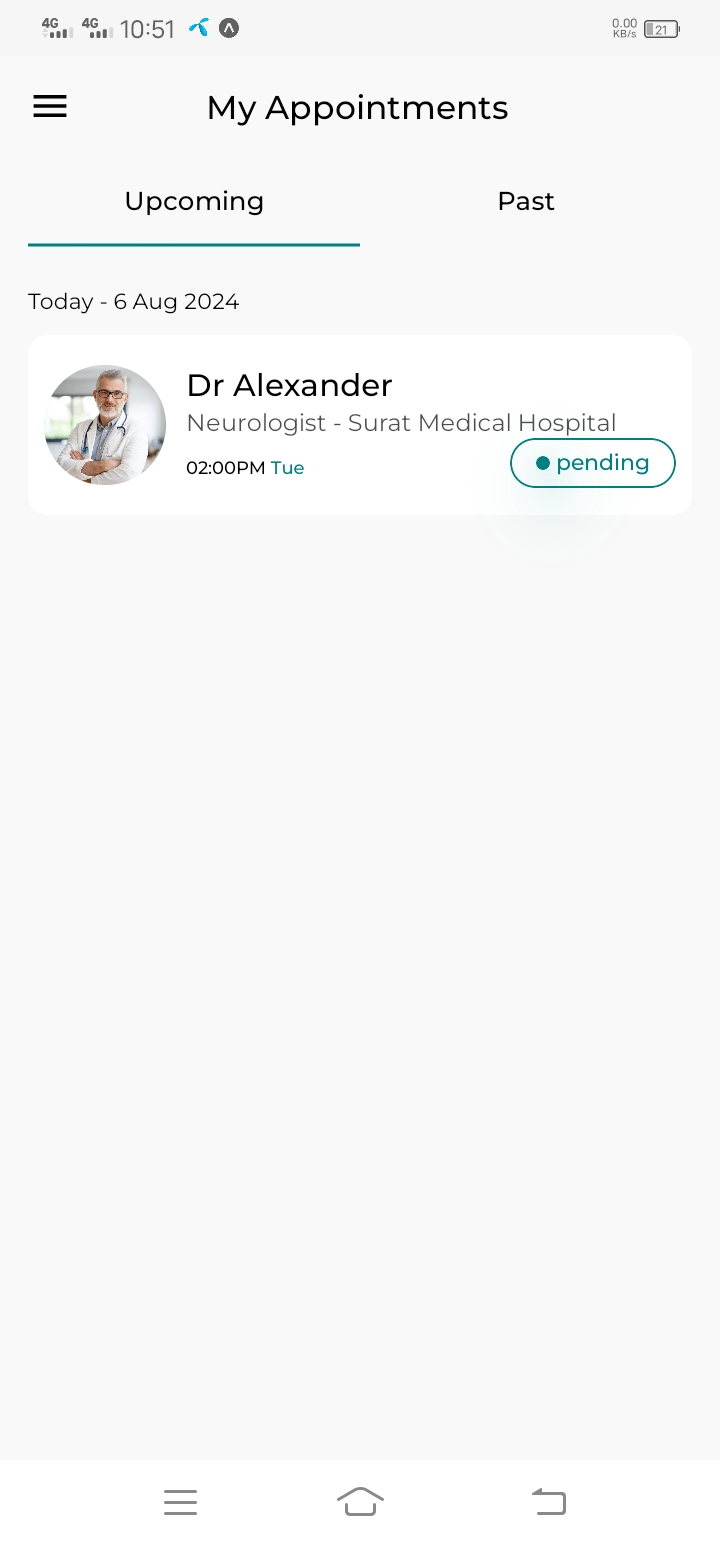 4G 4G 10:51 0.00 KB/s 21
My Appointments
Upcoming Past
Today - 6 Aug 2024
Dr Alexander
Neurologist - Surat Medical Hospital
02:00PM Tue pending